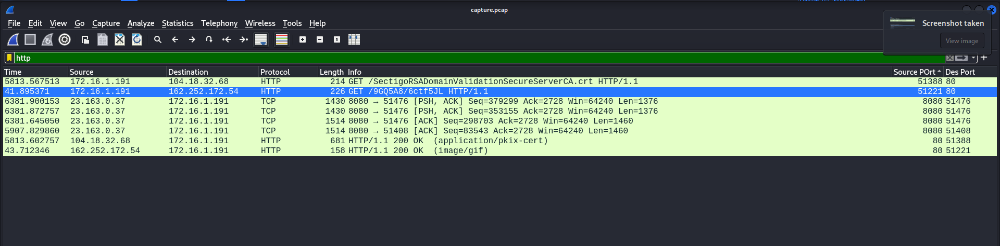 capture.pcap
File Edit View Go Capture Analyze Statistics Telephony Wireless Tools Help
Screenshot taken
View image
http
Time Source Destination Protocol Length Info Source POrt Des Port
5813.567513 172.16.1.191 104.18.32.68 HTTP 214 GET /SectigoRSADomainValidationSecureServerCA.crt HTTP/1.1 51388 80
41.895371 172.16.1.191 162.252.172.54 HTTP 226 GET /9GQ5A8/6ctf5JL HTTP/1.1 51221 80
6381.900153 23.163.0.37 172.16.1.191 TCP 1430 8080 → 51476 [PSH, ACK] Seq=379299 Ack=2728 Win=64240 Len=1376 8080 51476
6381.872757 23.163.0.37 172.16.1.191 TCP 1430 8080 → 51476 [PSH, ACK] Seq=353155 Ack=2728 Win=64240 Len=1376 8080 51476
6381.645050 23.163.0.37 172.16.1.191 TCP 1514 8080 → 51476 [ACK] Seq=298703 Ack=2728 Win=64240 Len=1460 8080 51476
5907.829860 23.163.0.37 172.16.1.191 TCP 1514 8080 → 51408 [ACK] Seq=83543 Ack=2728 Win=64240 Len=1460 8080 51408
5813.602757 104.18.32.68 172.16.1.191 HTTP 681 HTTP/1.1 200 OK (application/pkix-cert) 80 51388
43.712346 162.252.172.54 172.16.1.191 HTTP 158 HTTP/1.1 200 OK (image/gif) 80 51221